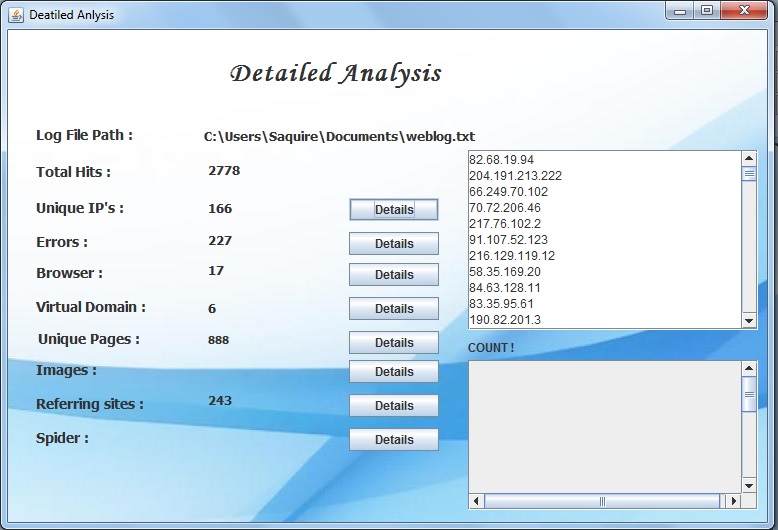 Deatiled Anlysis
Detailed Analysis
Log File Path : C:\Users\Saquire\Documents\weblog.txt
Total Hits : 2778
Unique IP's : 166 Details
Errors : 227 Details
Browser : 17 Details
Virtual Domain : 6 Details
Unique Pages : 888 Details
Images : Details
Referring sites : 243 Details
Spider : Details
82.68.19.94
204.191.213.222
66.249.70.102
70.72.206.46
217.76.102.2
91.107.52.123
216.129.119.12
58.35.169.20
84.63.128.11
83.35.95.61
190.82.201.3
COUNT !